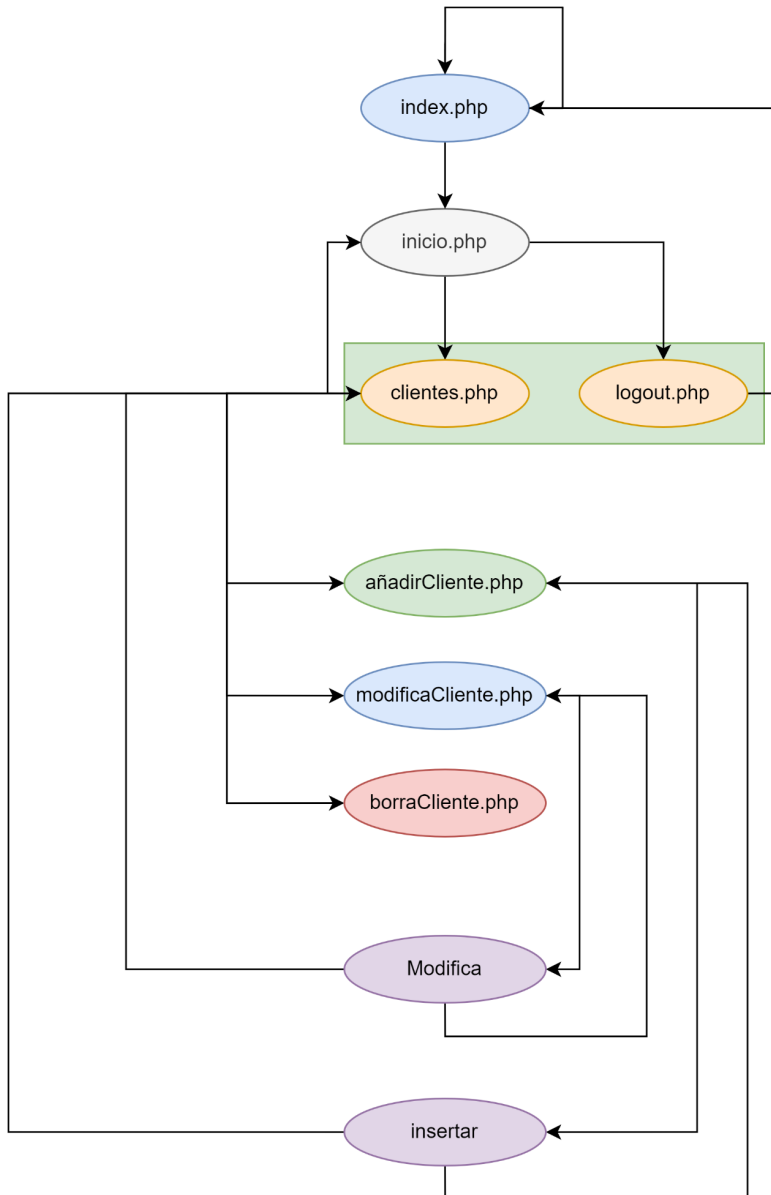 index.php
inicio.php
clientes.php
logout.php
añadirCliente.php
modificaCliente.php
borraCliente.php
Modifica
insertar